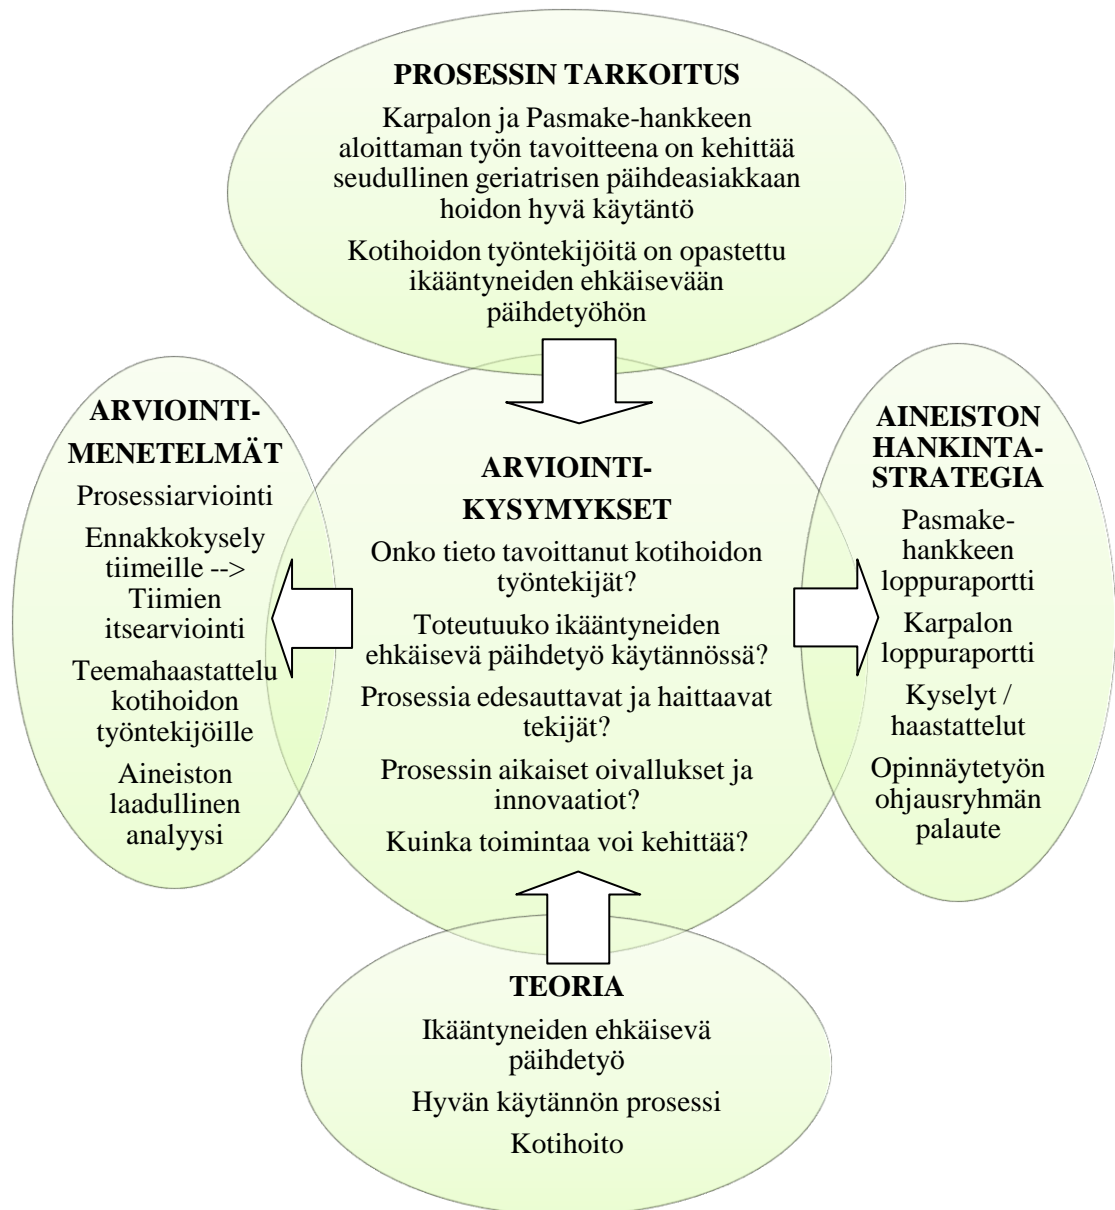 PROSESSIN TARKOITUS
Karpalon ja Pasmake-hankkeen
aloittaman työn tavoitteena on kehittää
seudullinen geriatrisen päihdeasiakkaan
hoidon hyvä käytäntö
Kotihoidon työntekijöitä on opastettu
ikääntyneiden ehkäisevään
päihdetyöhön
ARVIOINTI-
MENETELMÄT
Prosessiarviointi
Ennakkokysely
tiimeille -->
Tiimien
itsearviointi
Teemahaastattelu
kotihoidon
työntekijöille
Aineiston
laadullinen
analyysi
ARVIOINTI-
KYSYMYKSET
Onko tieto tavoittanut kotihoidon
työntekijät?
Toteutuuko ikääntyneiden
ehkäisevä päihdetyö käytännössä?
Prosessia edesauttavat ja haittaavat
tekijät?
Prosessin aikaiset oivallukset ja
innovaatiot?
Kuinka toimintaa voi kehittää?
AINEISTON
HANKINTA-
STRATEGIA
Pasmake-
hankkeen
loppuraportti
Karpalon
loppuraportti
Kyselyt /
haastattelut
Opinnäytetyön
ohjausryhmän
palaute
TEORIA
Ikääntyneiden ehkäisevä
päihdetyö
Hyvän käytännön prosessi
Kotihoito